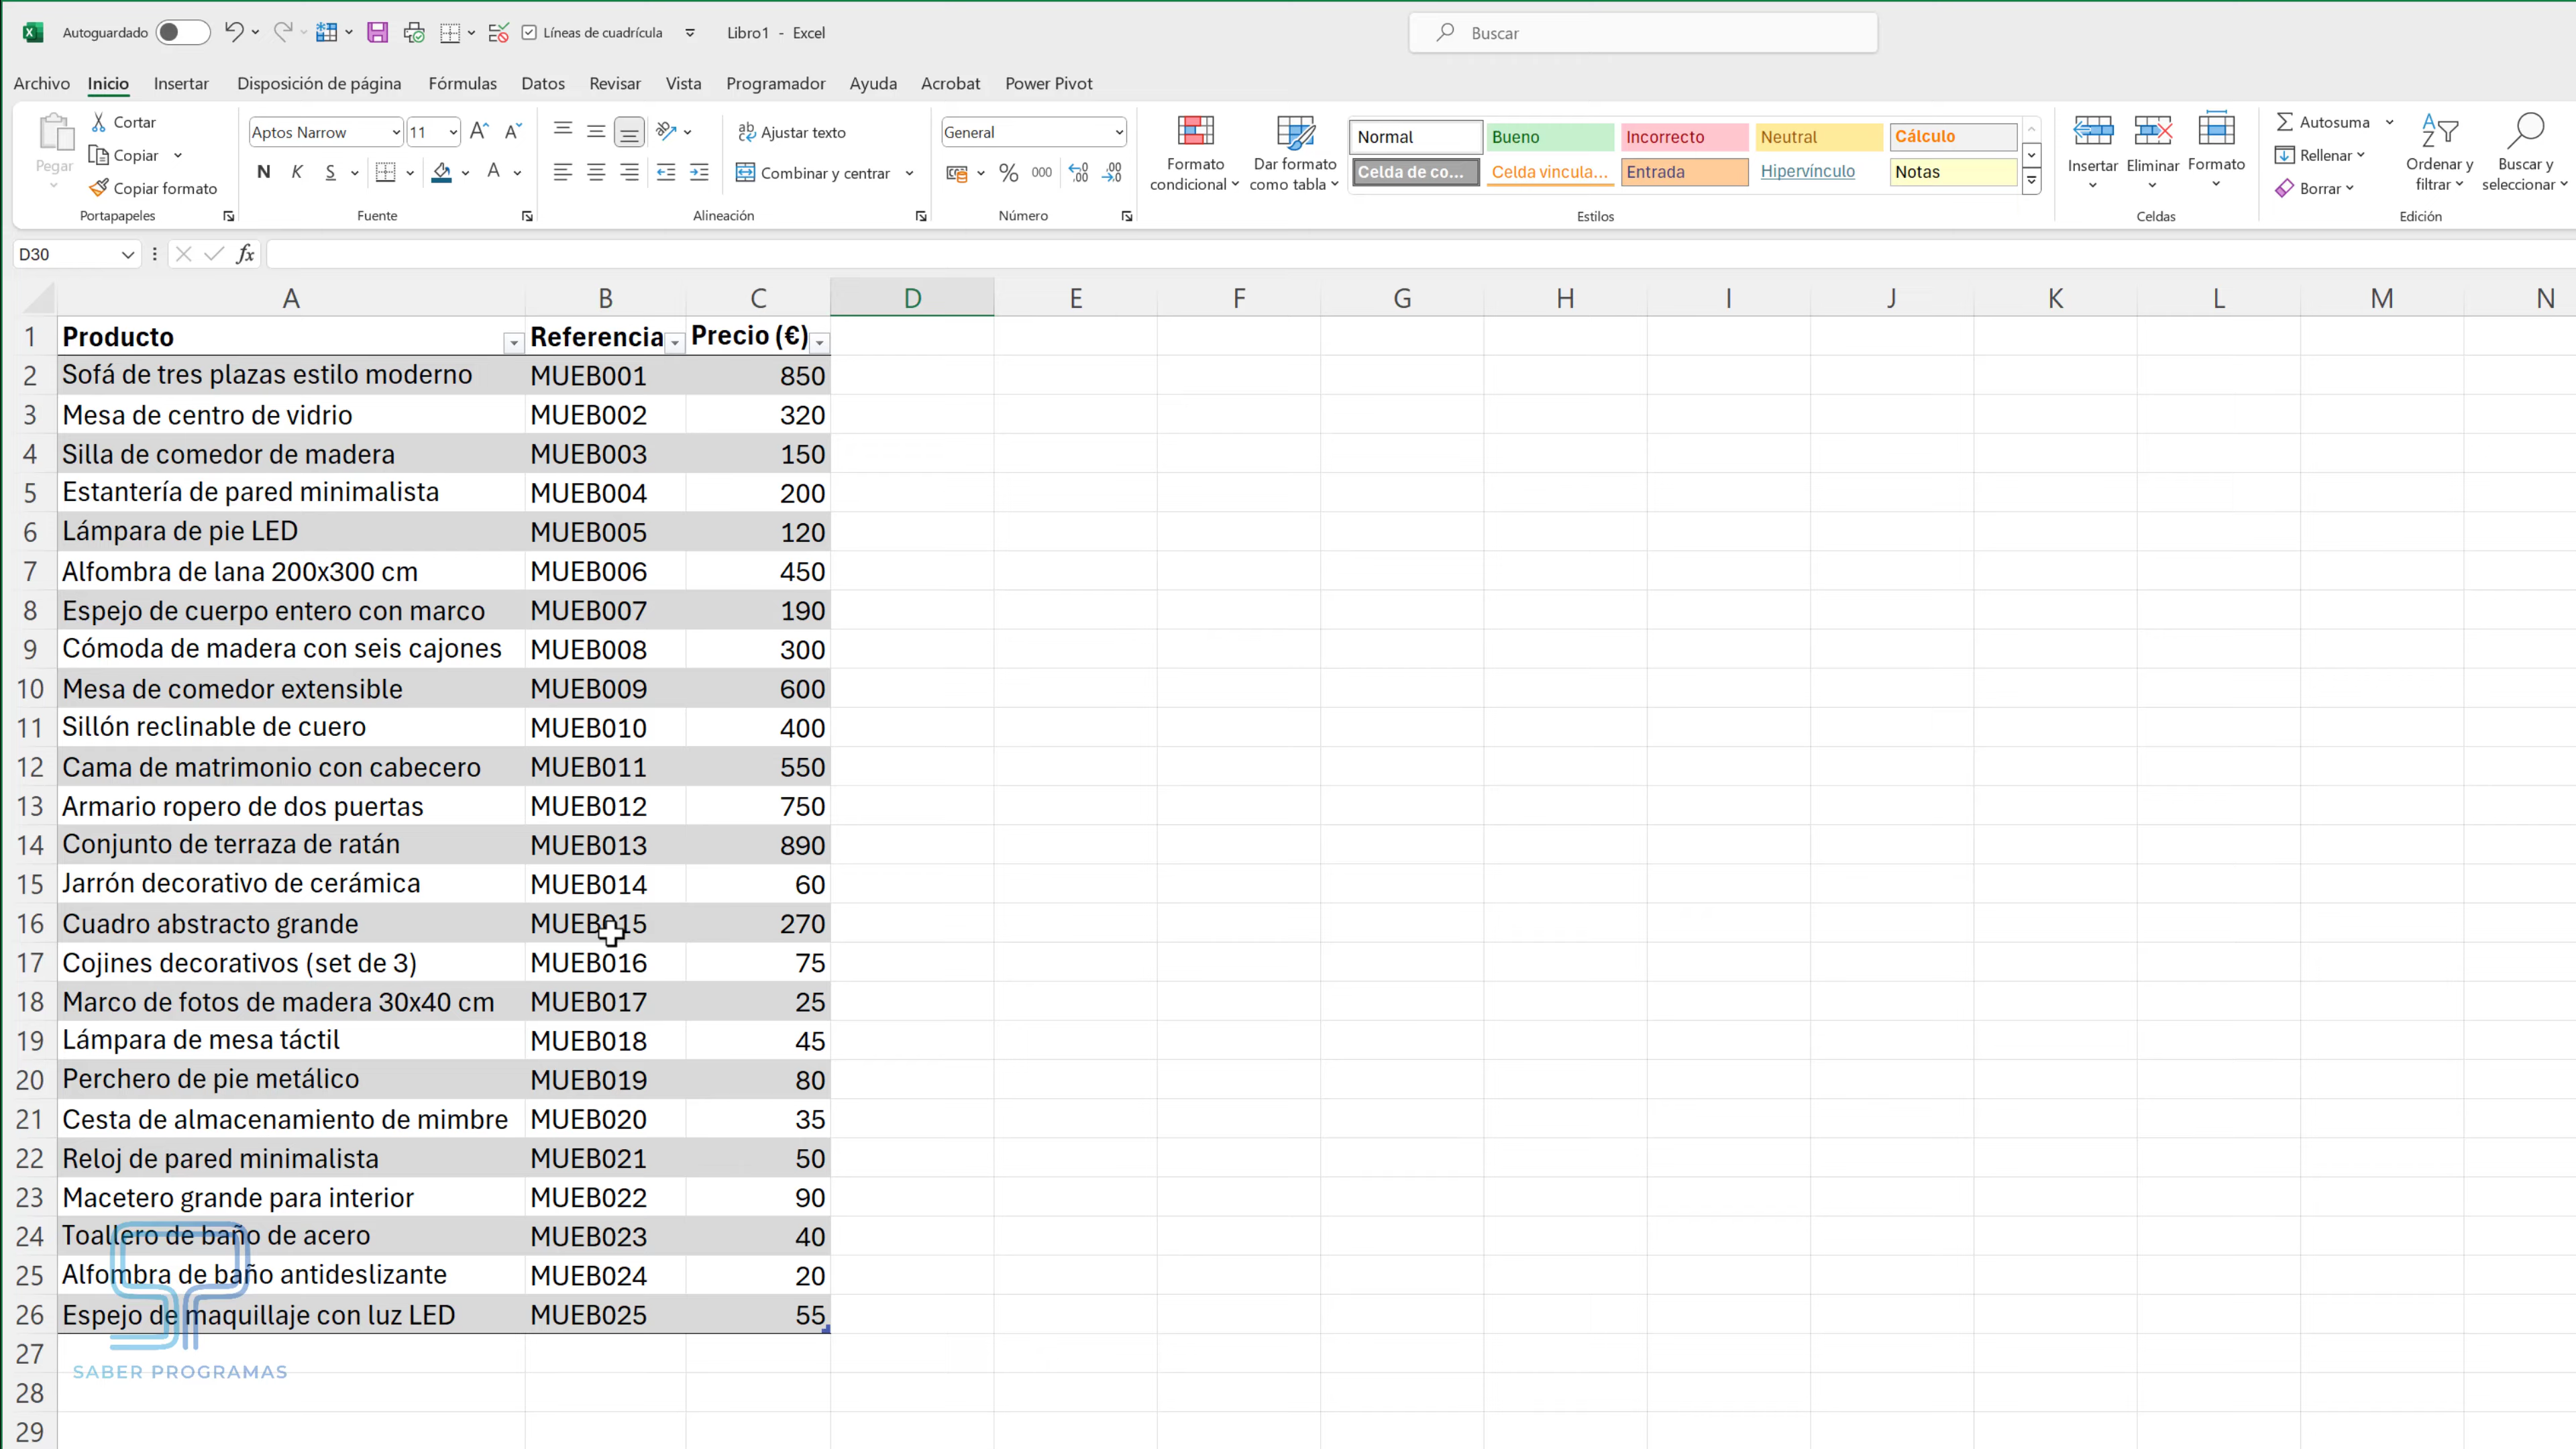 Autoguardado Líneas de cuadrícula Libro1 - Excel Buscar
Archivo Inicio Insertar Disposición de página Fórmulas Datos Revisar Vista Programador Ayuda Acrobat Power Pivot
Pegar
Cortar
Copiar
Copiar formato
Portapapeles
Aptos Narrow 11
N K S
Fuente
Ajustar texto
Combinar y centrar
Alineación
General
% 000
Número
Formato condicional
Dar formato como tabla
Normal Bueno Incorrecto Neutral Cálculo
Celda de co... Celda vincula... Entrada Hipervínculo Notas
Estilos
Insertar Eliminar Formato
Celdas
Autosuma
Rellenar
Borrar
Ordenar y filtrar
Buscar y seleccionar
Edición
D30 fx
A B C D E F G H I J K L M N
1 Producto Referencia Precio (€)
2 Sofá de tres plazas estilo moderno MUEB001 850
3 Mesa de centro de vidrio MUEB002 320
4 Silla de comedor de madera MUEB003 150
5 Estantería de pared minimalista MUEB004 200
6 Lámpara de pie LED MUEB005 120
7 Alfombra de lana 200x300 cm MUEB006 450
8 Espejo de cuerpo entero con marco MUEB007 190
9 Cómoda de madera con seis cajones MUEB008 300
10 Mesa de comedor extensible MUEB009 600
11 Sillón reclinable de cuero MUEB010 400
12 Cama de matrimonio con cabecero MUEB011 550
13 Armario ropero de dos puertas MUEB012 750
14 Conjunto de terraza de ratán MUEB013 890
15 Jarrón decorativo de cerámica MUEB014 60
16 Cuadro abstracto grande MUEB015 270
17 Cojines decorativos (set de 3) MUEB016 75
18 Marco de fotos de madera 30x40 cm MUEB017 25
19 Lámpara de mesa táctil MUEB018 45
20 Perchero de pie metálico MUEB019 80
21 Cesta de almacenamiento de mimbre MUEB020 35
22 Reloj de pared minimalista MUEB021 50
23 Macetero grande para interior MUEB022 90
24 Toallero de baño de acero MUEB023 40
25 Alfombra de baño antideslizante MUEB024 20
26 Espejo de maquillaje con luz LED MUEB025 55
27
SABER PROGRAMAS
28
29